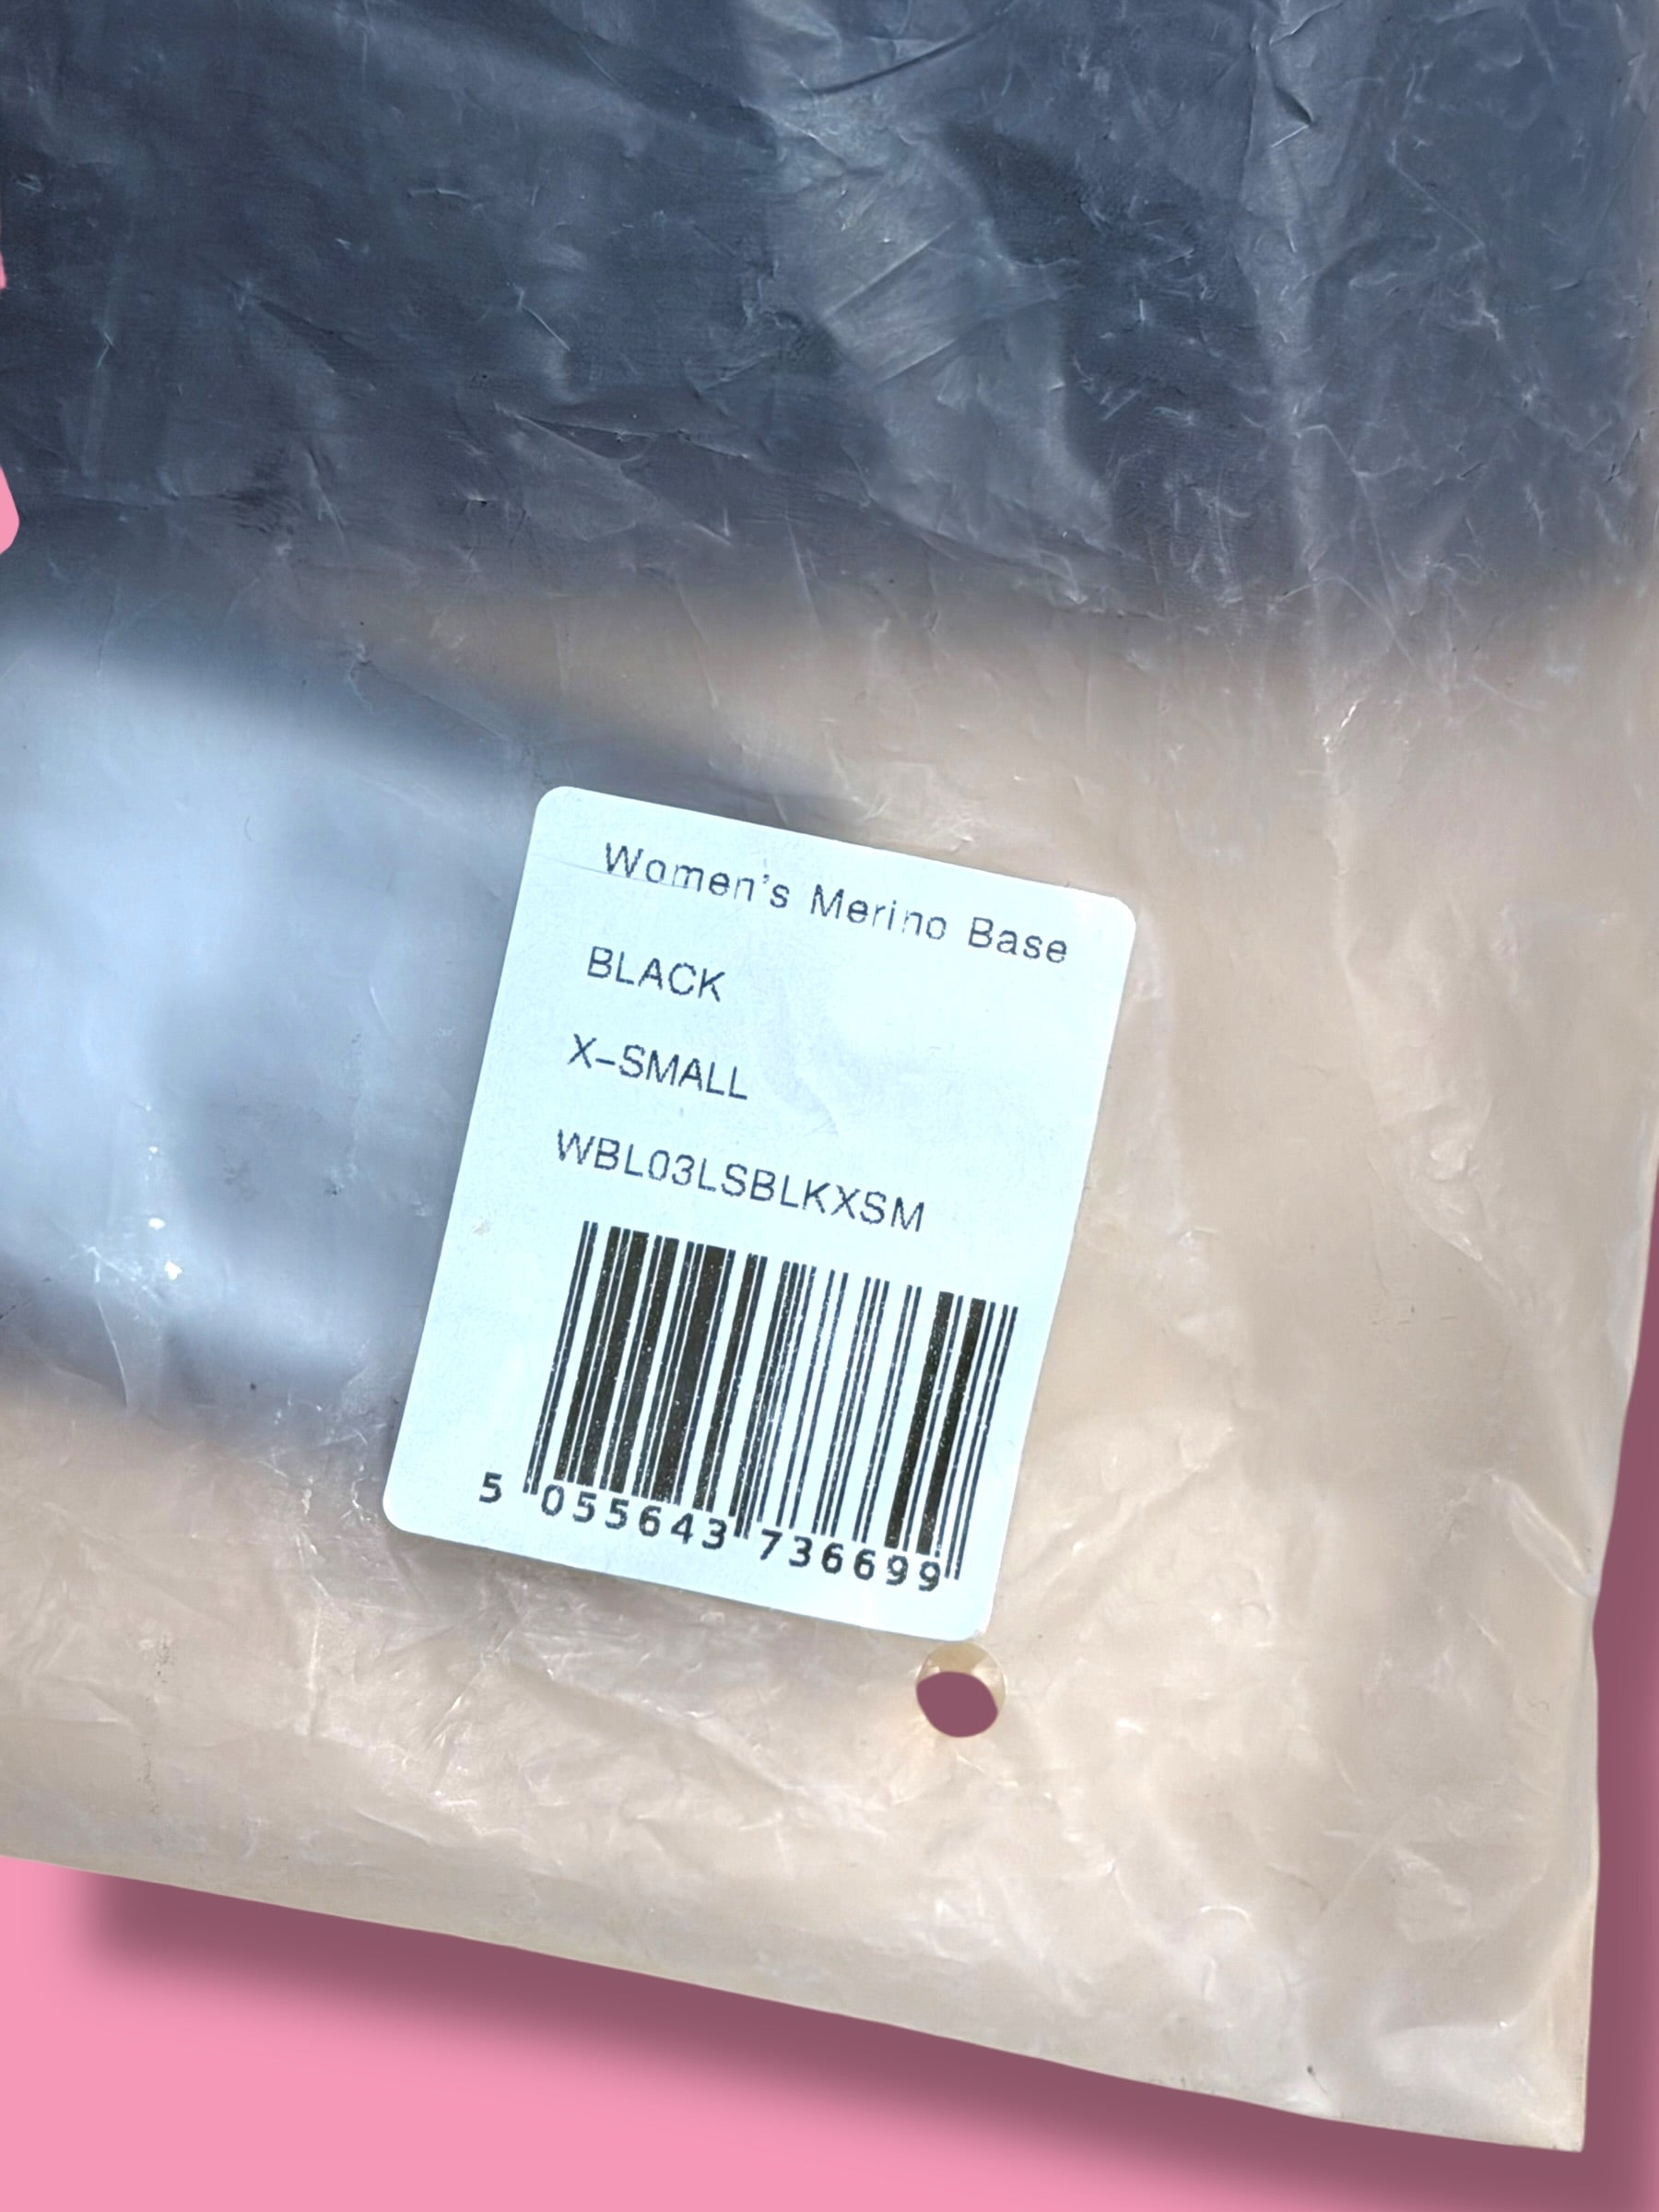 Women's Merino Base
BLACK
X-SMALL
WBL03LSBLKXSM
5 055643 736699